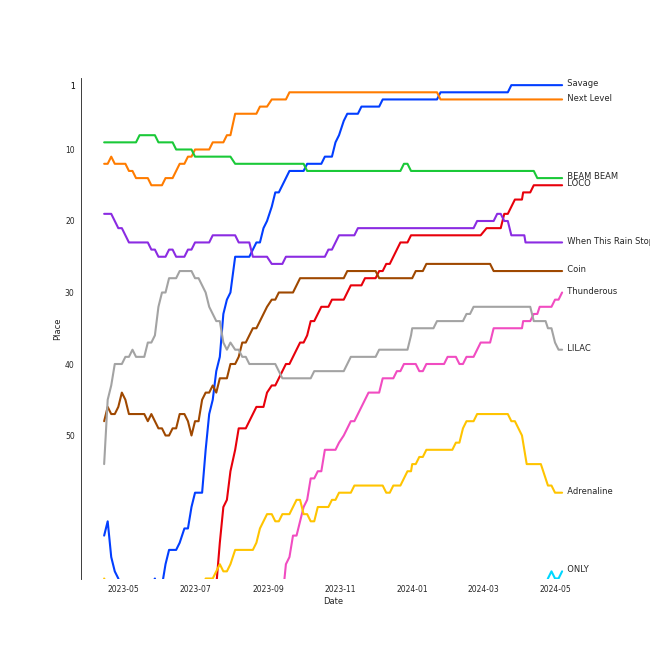 1
10
20
30
40
50
Place
2023-05
2023-07
2023-09
2023-11
2024-01
2024-03
2024-05
Date
Savage
Next Level
BEAM BEAM
LOCO
When This Rain Sto
Coin
Thunderous
LILAC
Adrenaline
ONLY